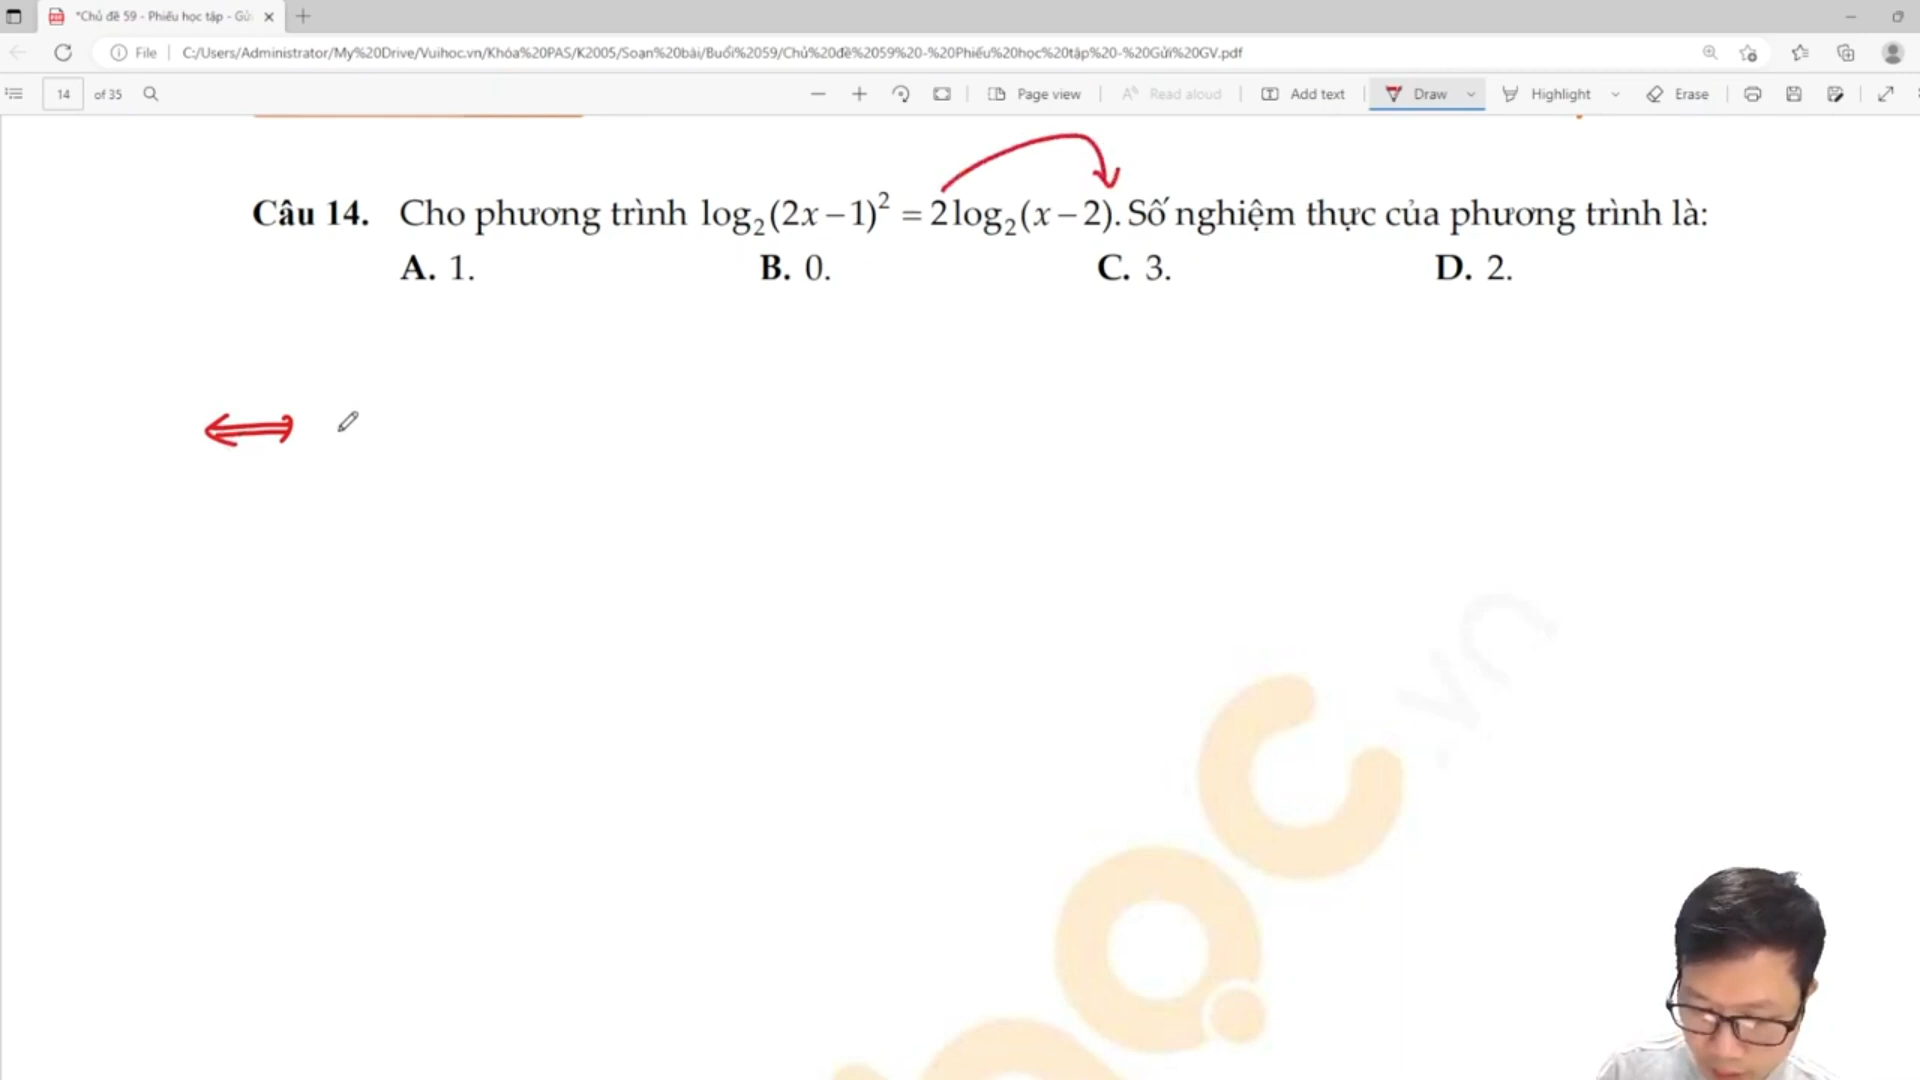 *Chủ đề 59 - Phiếu học tập - Gử
File
C:/Users/Administrator/My%20Drive/Vuihoc.vn/Khóa%20PAS/K2005/Soạn%20bài/Buổi%2059/Chủ%20đề%2059%20-%20Phiếu%20học%20tập%20-%20Gửi%20GV.pdf
14 of 35
Page view
Read aloud
Add text
Draw
Highlight
Erase
Câu 14. Cho phương trình log₂(2x−1)² = 2log₂(x−2). Số nghiệm thực của phương trình là:
A. 1. B. 0. C. 3. D. 2.
.vn